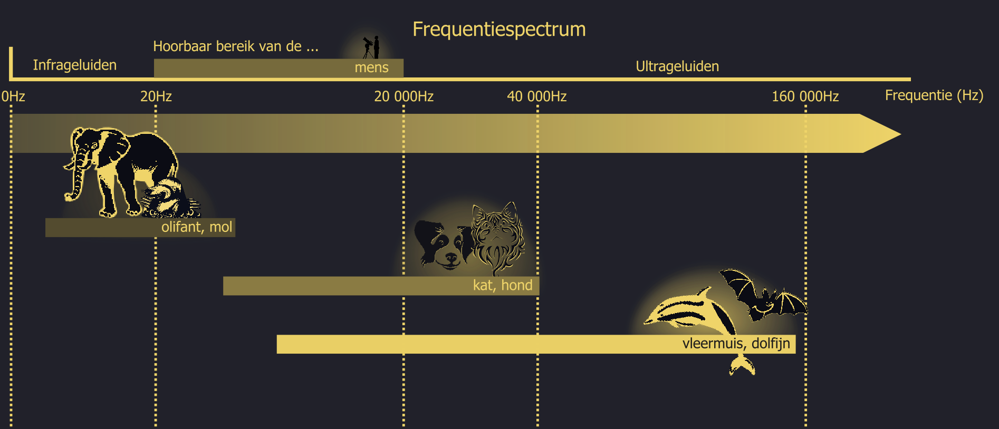 Frequentiespectrum
Hoorbaar bereik van de ...
Infrageluiden
mens
Ultrageluiden
0Hz
20Hz
20 000Hz
40 000Hz
160 000Hz
Frequentie (Hz)
olifant, mol
kat, hond
vleermuis, dolfijn